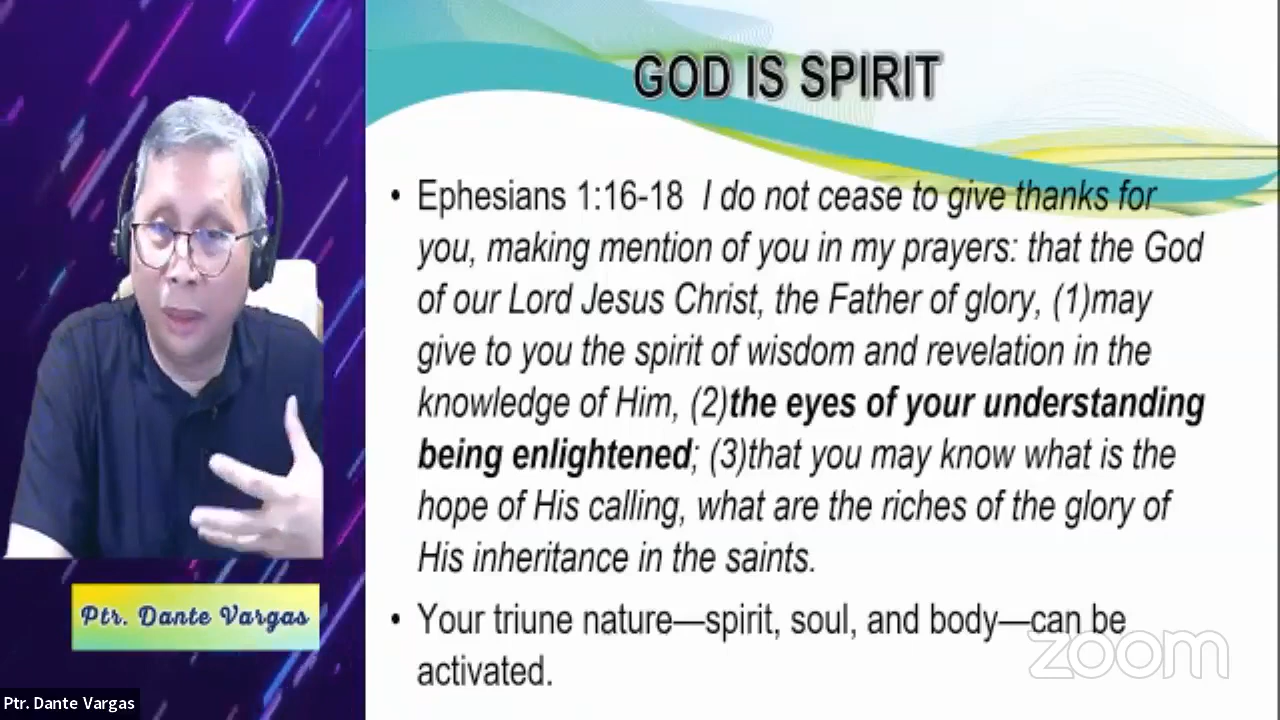 GOD IS SPIRIT
• Ephesians 1:16-18 I do not cease to give thanks for
you, making mention of you in my prayers: that the God
of our Lord Jesus Christ, the Father of glory, (1)may
give to you the spirit of wisdom and revelation in the
knowledge of Him, (2)the eyes of your understanding
being enlightened; (3)that you may know what is the
hope of His calling, what are the riches of the glory of
His inheritance in the saints.
• Your triune nature—spirit, soul, and body—can be
activated.
zoom
Ptr. Dante Vargas
Ptr. Dante Vargas